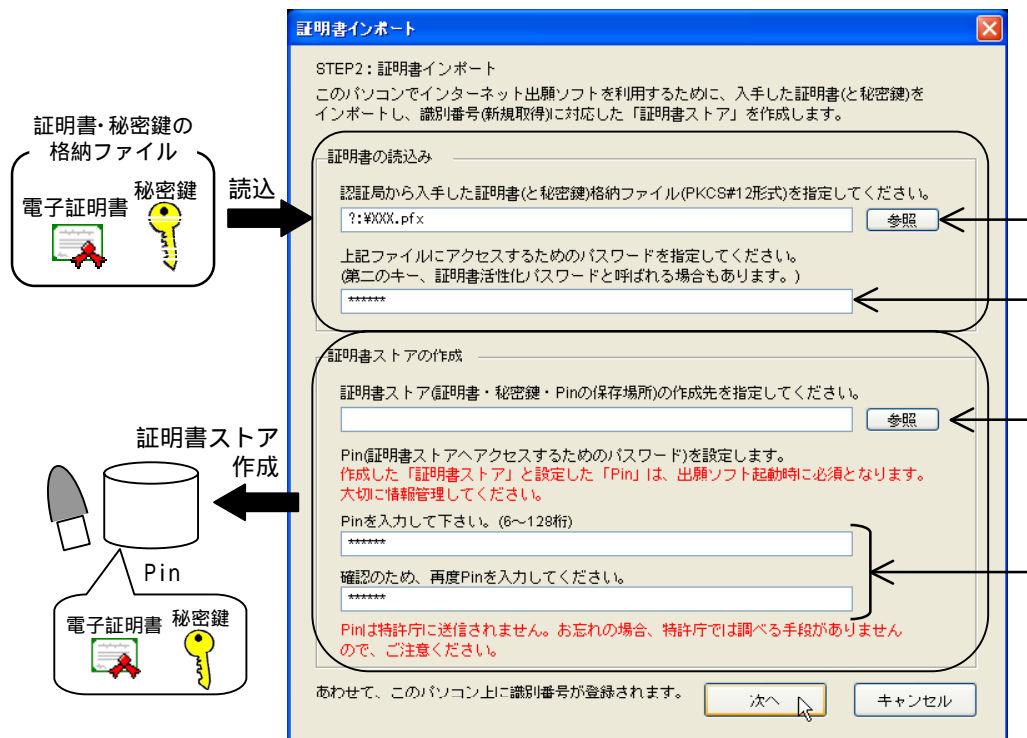 証明書インポート
STEP2：証明書インポート
このパソコンでインターネット出願ソフトを利用するために、入手した証明書(と秘密鍵)を
インポートし、識別番号(新規取得)に対応した「証明書ストア」を作成します。
証明書・秘密鍵の
格納ファイル
電子証明書
秘密鍵
読込
証明書の読込み
認証局から入手した証明書(と秘密鍵)格納ファイル(PKCS#12形式)を指定してください。
?:¥XXX.pfx
参照
上記ファイルにアクセスするためのパスワードを指定してください。
(第二のキー、証明書活性化パスワードと呼ばれる場合もあります。)
******
証明書ストアの作成
証明書ストア(証明書・秘密鍵・Pinの保存場所)の作成先を指定してください。
参照
証明書ストア
作成
Pin(証明書ストアへアクセスするためのパスワード)を設定します。
作成した「証明書ストア」と設定した「Pin」は、出願ソフト起動時に必須となります。
大切に情報管理してください。
Pinを入力して下さい。(6～128桁)
******
確認のため、再度Pinを入力してください。
******
Pin
電子証明書
秘密鍵
Pinは特許庁に送信されません。お忘れの場合、特許庁では調べる手段がありません
ので、ご注意ください。
あわせて、このパソコン上に識別番号が登録されます。
次へ
キャンセル